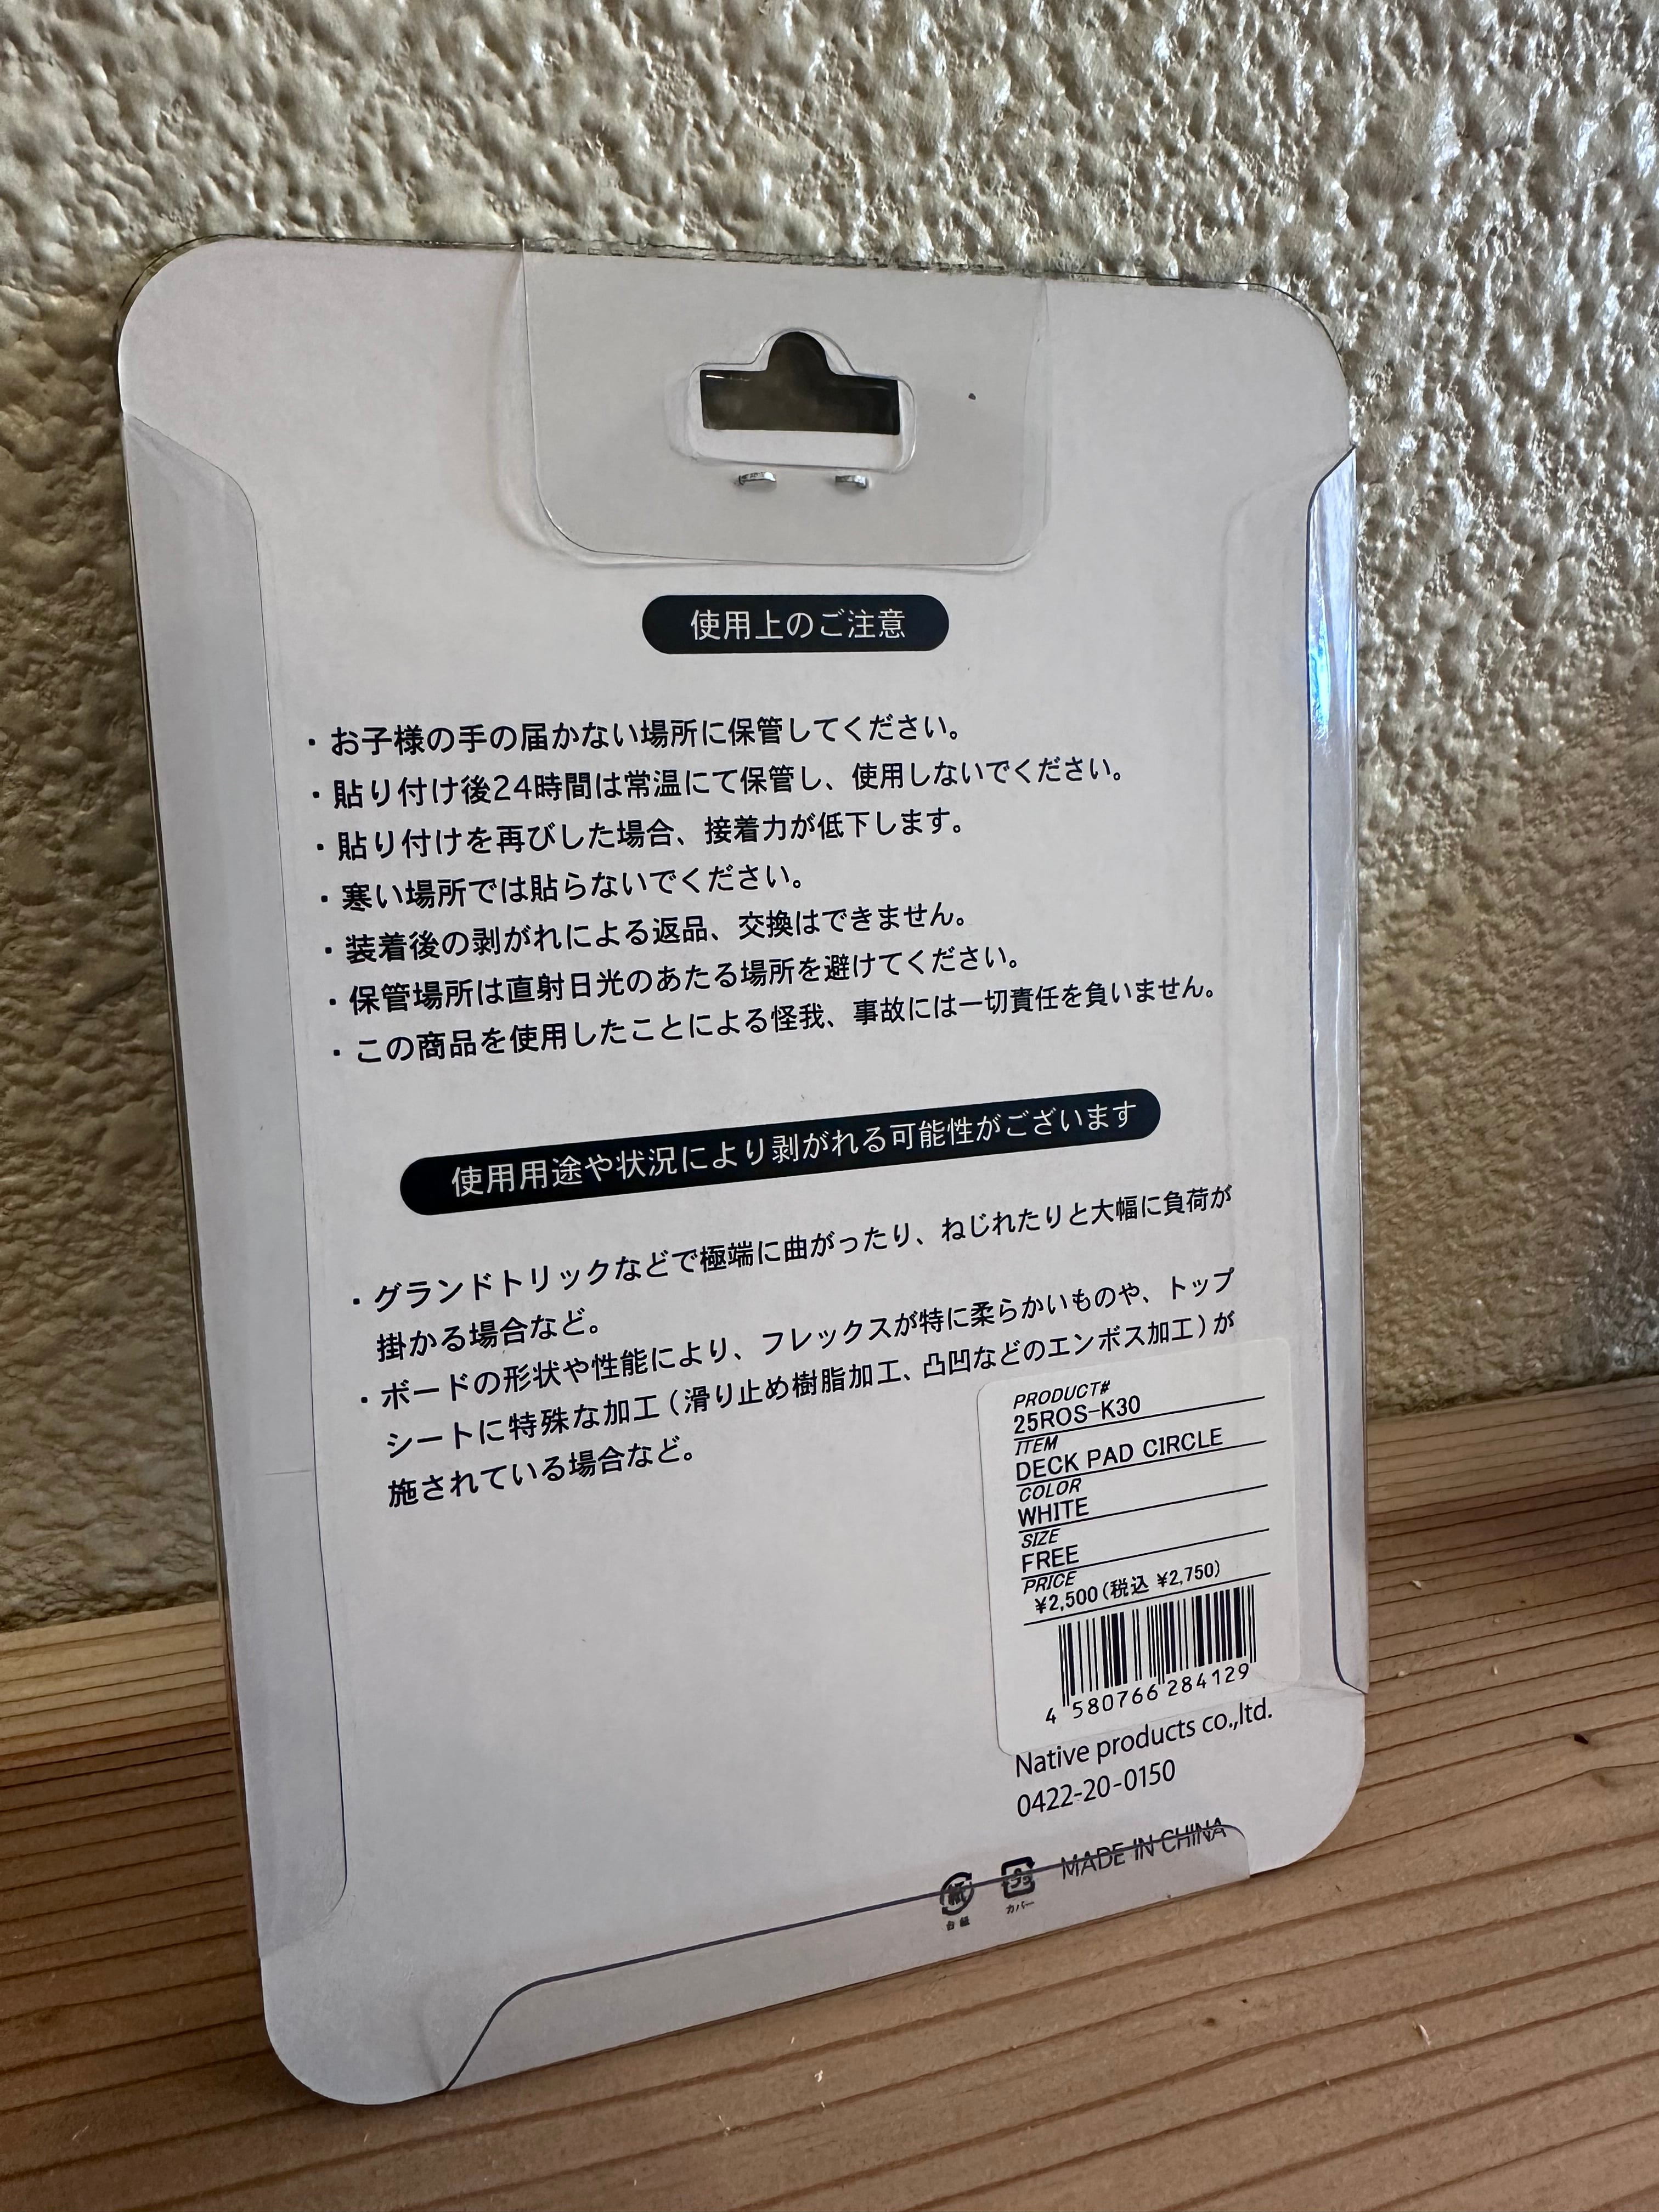 使用上のご注意
・お子様の手の届かない場所に保管してください。
・貼り付け後24時間は常温にて保管し、使用しないでください。
・貼り付けを再びした場合、接着力が低下します。
・寒い場所では貼らないでください。
・装着後の剥がれによる返品、交換はできません。
・保管場所は直射日光のあたる場所を避けてください。
・この商品を使用したことによる怪我、事故には一切責任を負いません。
使用用途や状況により剥がれる可能性がございます
・グランドトリックなどで極端に曲がったり、ねじれたりと大幅に負荷が
掛かる場合など。
・ボードの形状や性能により、フレックスが特に柔らかいものや、トップ
シートに特殊な加工(滑り止め樹脂加工、凸凹などのエンボス加工)が
施されている場合など。
PRODUCT#
25ROS-K30
ITEM
DECK PAD CIRCLE
COLOR
WHITE
SIZE
FREE
PRICE
¥2,500(税込 ¥2,750)
4 580766 284129
Native products co.,ltd.
0422-20-0150
MADE IN CHINA
紙 プラ
台紙 カバー